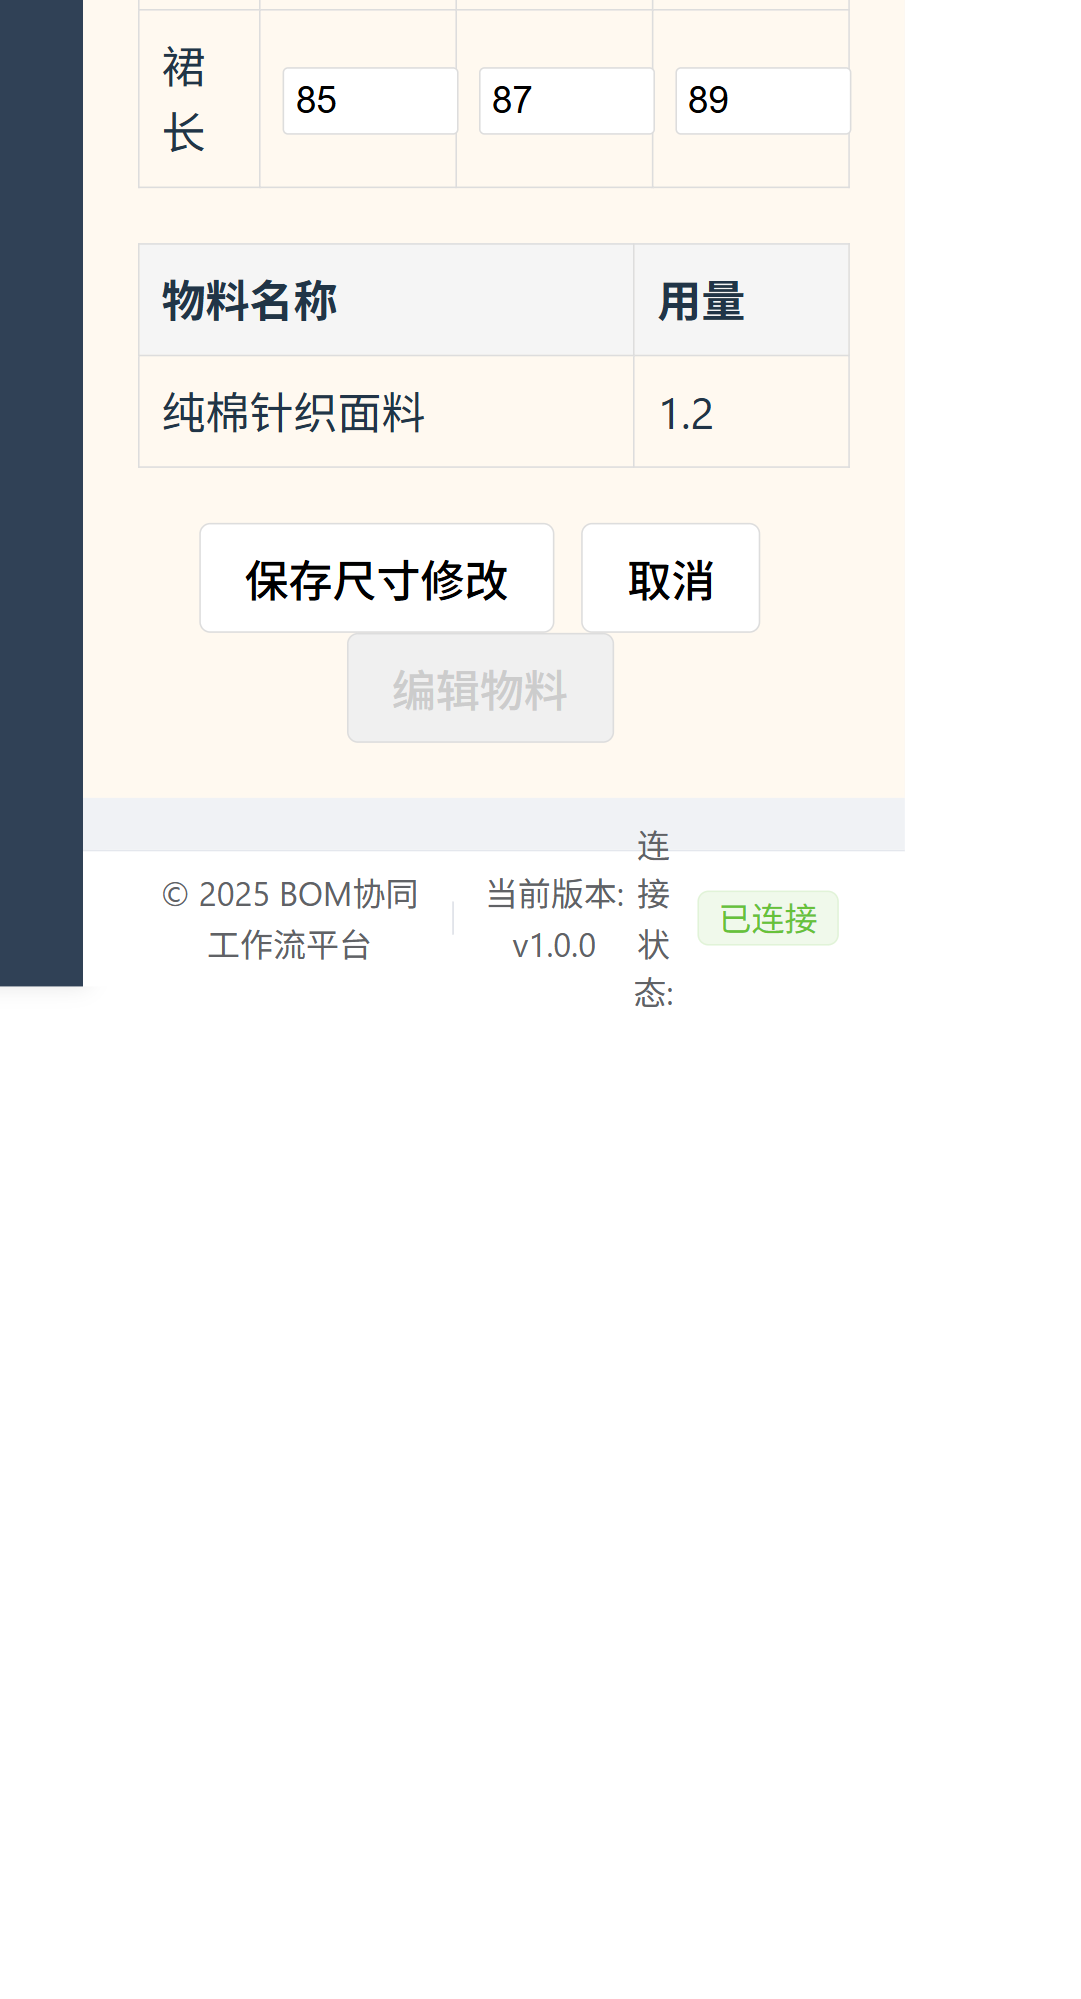 裙
长
85 87 89
物料名称 用量
纯棉针织面料 1.2
保存尺寸修改 取消
编辑物料
© 2025 BOM协同
工作流平台
当前版本:
v1.0.0
连
接
状
态:
已连接